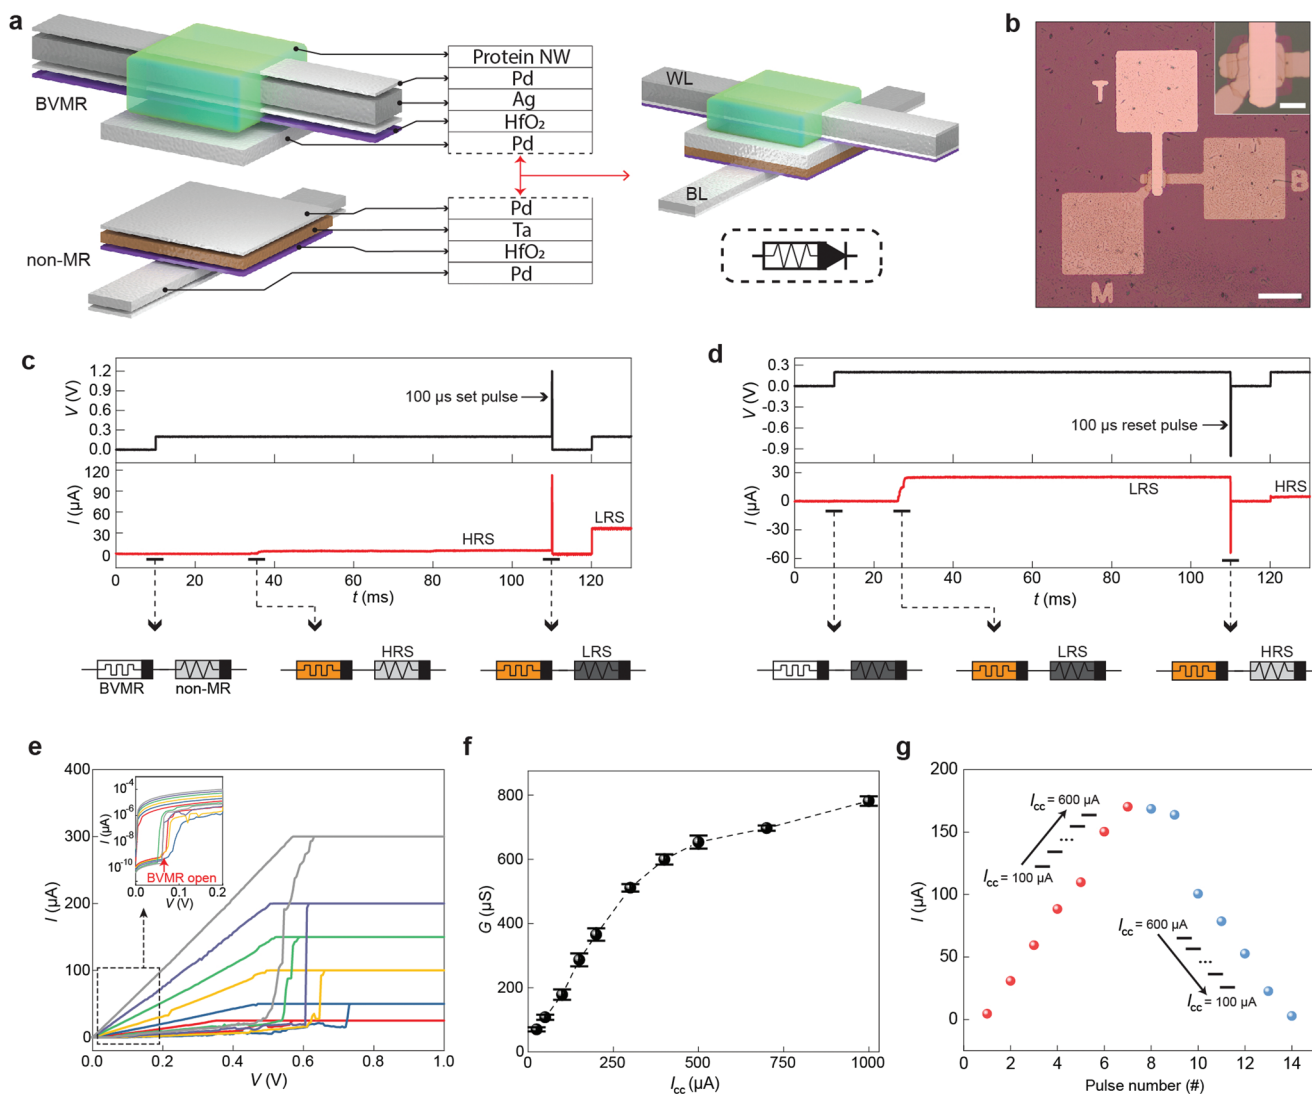 a
Protein NW
Pd
Ag
HfO₂
Pd
BVMR
Pd
Ta
HfO₂
Pd
non-MR
WL
BL
b
T
B
M
c
V (V)
1.2
0.9
0.6
0.3
0.0
100 µs set pulse
I (µA)
120
90
60
30
0
HRS
LRS
0 20 40 60 80 100 120
t (ms)
BVMR
non-MR
HRS
LRS
d
V (V)
0.3
0.0
-0.3
-0.6
-0.9
100 µs reset pulse
I (µA)
30
0
-30
-60
LRS
HRS
0 20 40 60 80 100 120
t (ms)
LRS
HRS
e
I (µA)
400
300
200
100
0
0.0 0.2 0.4 0.6 0.8 1.0
V (V)
I (µA)
10⁻⁴
10⁻⁶
10⁻⁸
10⁻¹⁰
BVMR open
0.0 0.1 0.2
V (V)
f
G (µS)
800
600
400
200
0
0 250 500 750 1000
Icc (µA)
g
I (µA)
200
150
100
50
0
Icc = 600 µA
Icc = 100 µA
Icc = 600 µA
Icc = 100 µA
0 2 4 6 8 10 12 14
Pulse number (#)